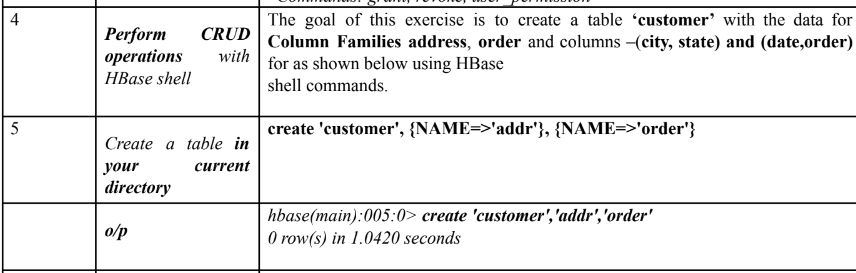 Commands: grant, revoke, user_permission
4
Perform CRUD
operations with
HBase shell
The goal of this exercise is to create a table ‘customer’ with the data for
Column Families address, order and columns –(city, state) and (date,order)
for as shown below using HBase
shell commands.
5
Create a table in
your current
directory
create 'customer', {NAME=>'addr'}, {NAME=>'order'}
o/p
hbase(main):005:0> create 'customer','addr','order'
0 row(s) in 1.0420 seconds